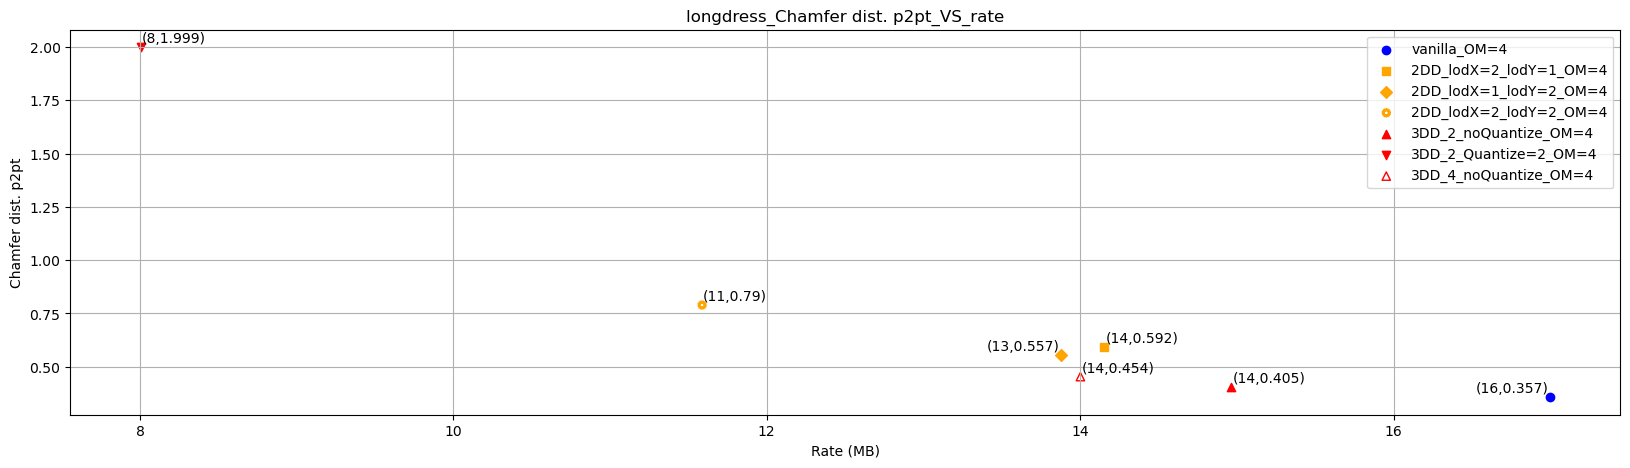 longdress_Chamfer dist. p2pt_VS_rate
Chamfer dist. p2pt
2.00
1.75
1.50
1.25
1.00
0.75
0.50
(8,1.999)
(11,0.79)
(13,0.557)
(14,0.592)
(14,0.454)
(14,0.405)
(16,0.357)
vanilla_OM=4
2DD_lodX=2_lodY=1_OM=4
2DD_lodX=1_lodY=2_OM=4
2DD_lodX=2_lodY=2_OM=4
3DD_2_noQuantize_OM=4
3DD_2_Quantize=2_OM=4
3DD_4_noQuantize_OM=4
8
10
12
14
16
Rate (MB)